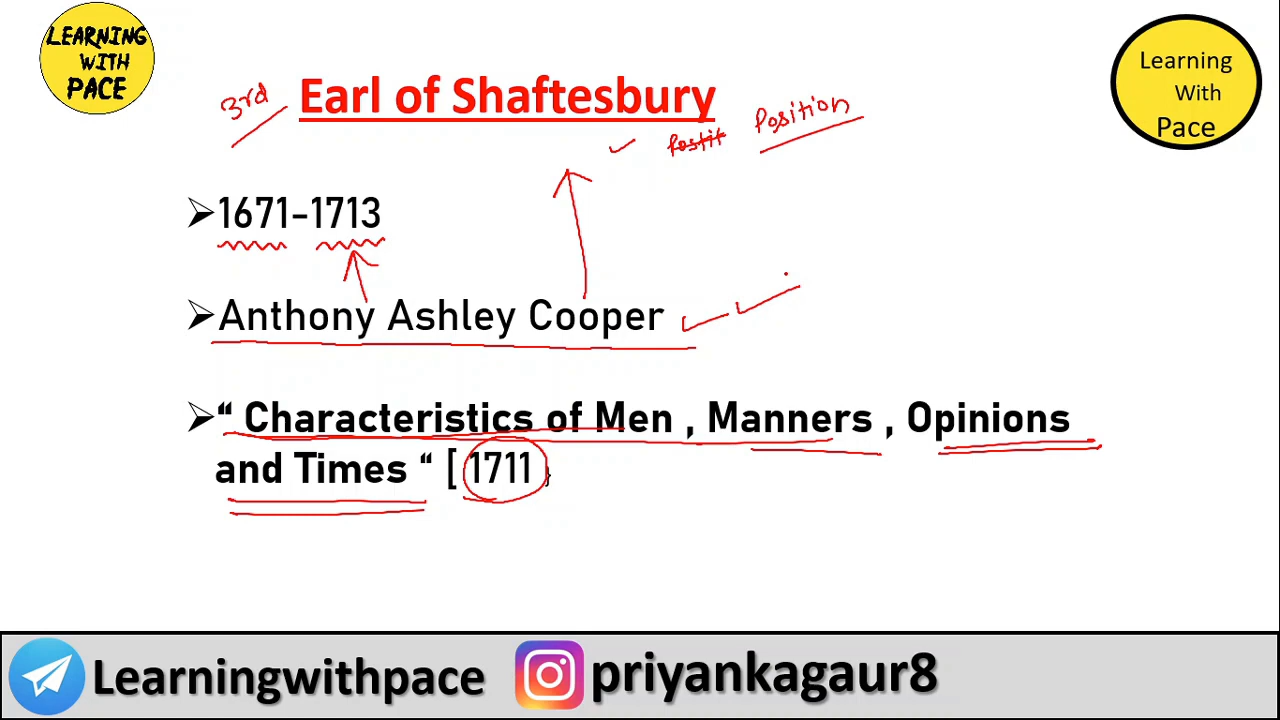 LEARNING
WITH
PACE
Learning
With
Pace
3rd Earl of Shaftesbury
Position
➢1671-1713
➢Anthony Ashley Cooper
➢“ Characteristics of Men , Manners , Opinions
and Times “ [ 1711 }
Learningwithpace priyankagaur8